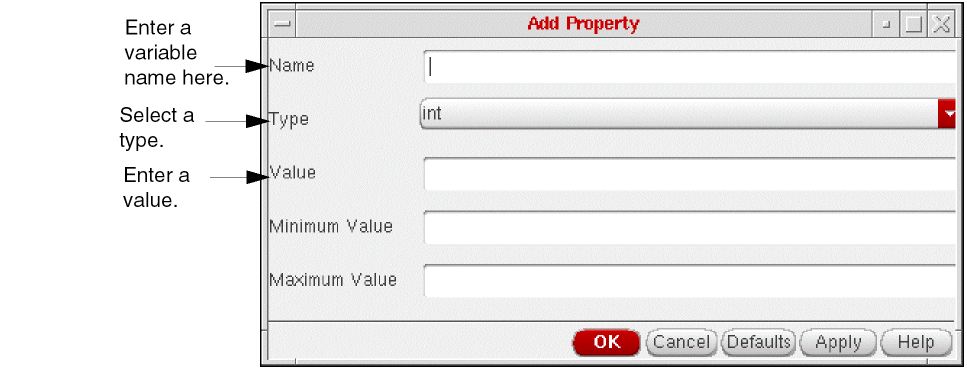 Add Property
Enter a
variable
name here.
Name
Select a
type.
Type
int
Enter a
value.
Value
Minimum Value
Maximum Value
OK Cancel Defaults Apply Help